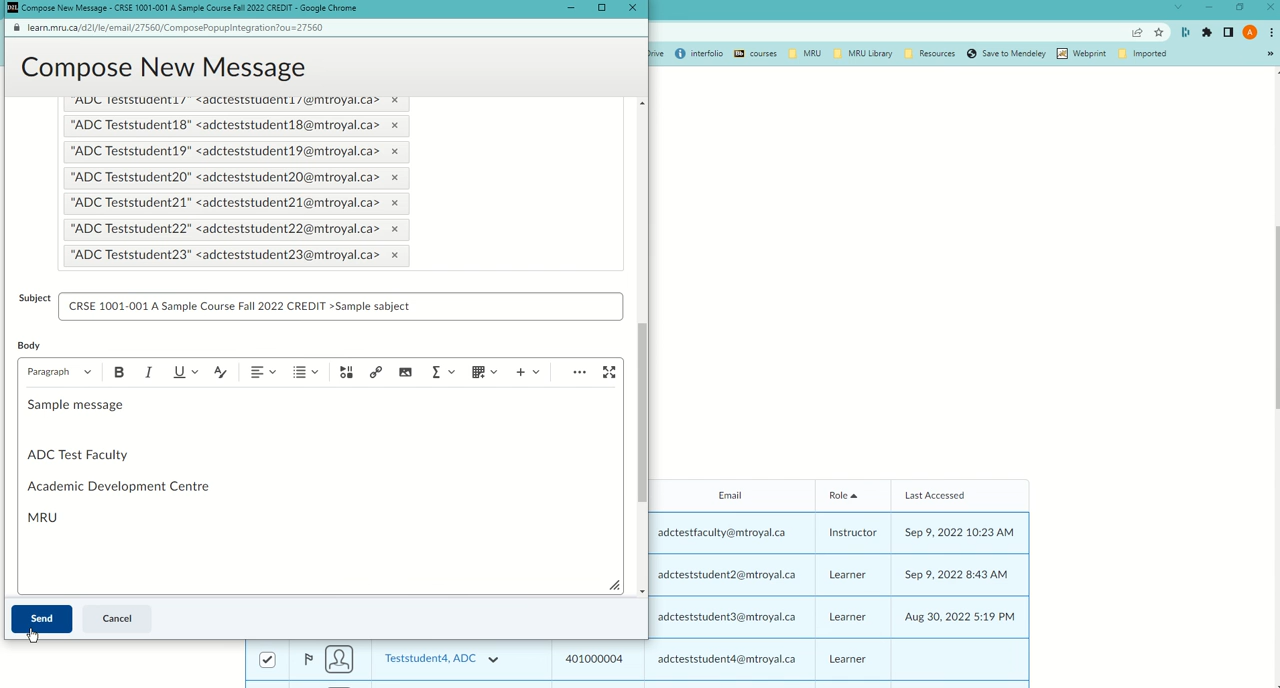 D2L Compose New Message - CRSE 1001-001 A Sample Course Fall 2022 CREDIT - Google Chrome
learn.mru.ca/d2l/le/email/27560/ComposePopupIntegration?ou=27560
A
Drive interfolio courses MRU MRU Library Resources Save to Mendeley Webprint Imported »
Compose New Message
"ADC Teststudent17" <adcteststudent17@mtroyal.ca> ×
"ADC Teststudent18" <adcteststudent18@mtroyal.ca> ×
"ADC Teststudent19" <adcteststudent19@mtroyal.ca> ×
"ADC Teststudent20" <adcteststudent20@mtroyal.ca> ×
"ADC Teststudent21" <adcteststudent21@mtroyal.ca> ×
"ADC Teststudent22" <adcteststudent22@mtroyal.ca> ×
"ADC Teststudent23" <adcteststudent23@mtroyal.ca> ×
Subject CRSE 1001-001 A Sample Course Fall 2022 CREDIT >Sample sabject
Body
Paragraph B I U A Σ + •••
Sample message
ADC Test Faculty
Academic Development Centre
MRU
Send Cancel
Email Role Last Accessed
adctestfaculty@mtroyal.ca Instructor Sep 9, 2022 10:23 AM
adcteststudent2@mtroyal.ca Learner Sep 9, 2022 8:43 AM
adcteststudent3@mtroyal.ca Learner Aug 30, 2022 5:19 PM
Teststudent4, ADC 401000004 adcteststudent4@mtroyal.ca Learner